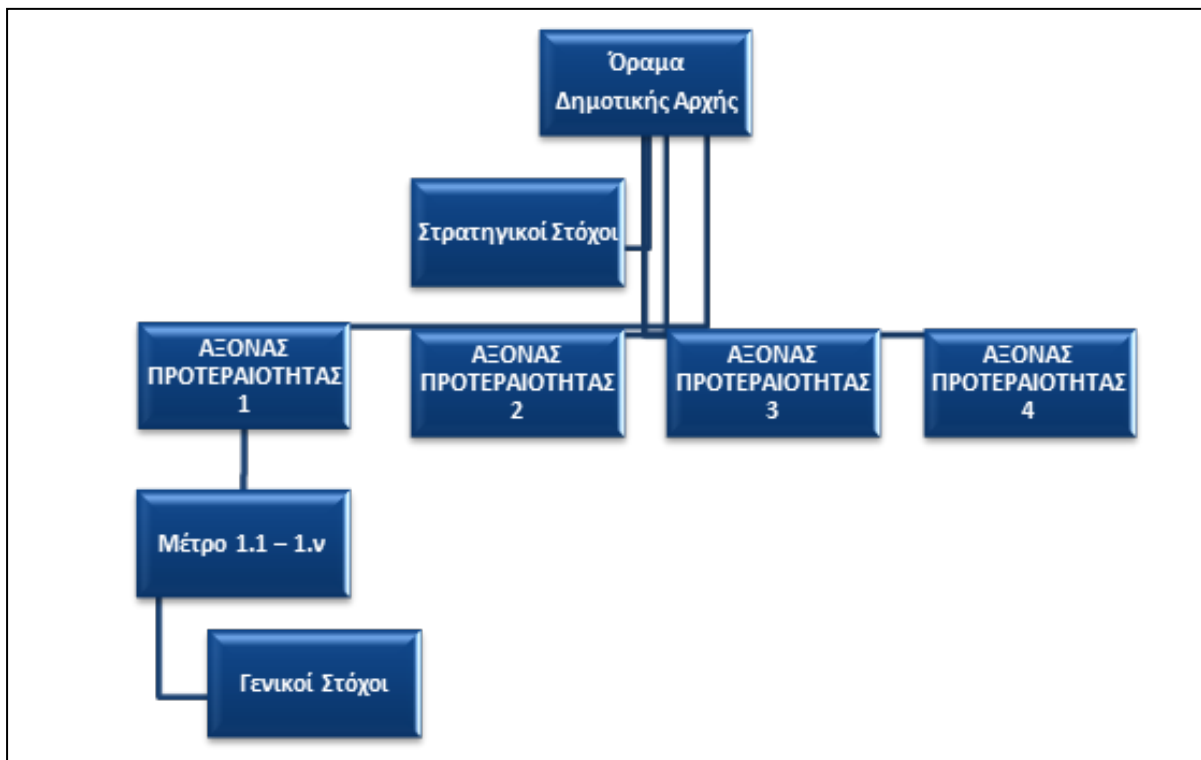 Όραμα
Δημοτικής Αρχής
Στρατηγικοί Στόχοι
ΑΞΟΝΑΣ
ΠΡΟΤΕΡΑΙΟΤΗΤΑΣ
1
ΑΞΟΝΑΣ
ΠΡΟΤΕΡΑΙΟΤΗΤΑΣ
2
ΑΞΟΝΑΣ
ΠΡΟΤΕΡΑΙΟΤΗΤΑΣ
3
ΑΞΟΝΑΣ
ΠΡΟΤΕΡΑΙΟΤΗΤΑΣ
4
Μέτρο 1.1 – 1.ν
Γενικοί Στόχοι